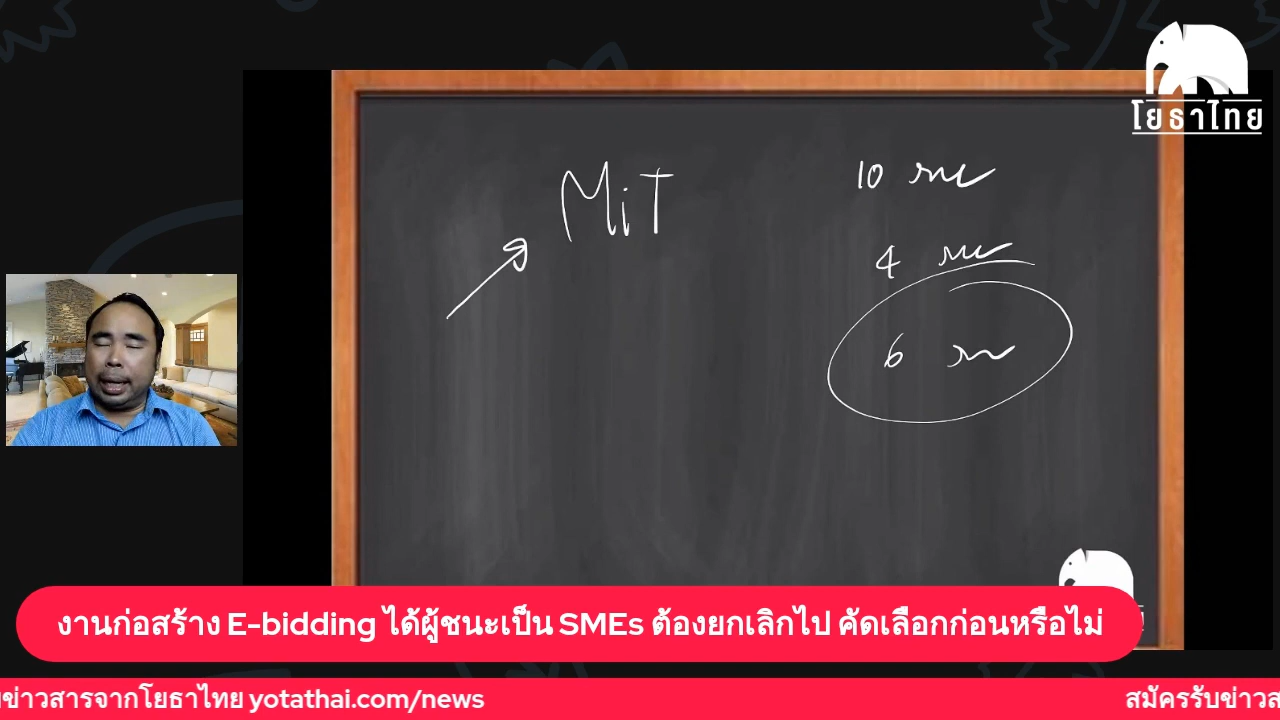 โยธาไทย
MiT
10 ราย
4 ราย
6 ราย
งานก่อสร้าง E-bidding ได้ผู้ชนะเป็น SMEs ต้องยกเลิกไป คัดเลือกก่อนหรือไม่
ข่าวสารจากโยธาไทย yotathai.com/news
สมัครรับข่าวส